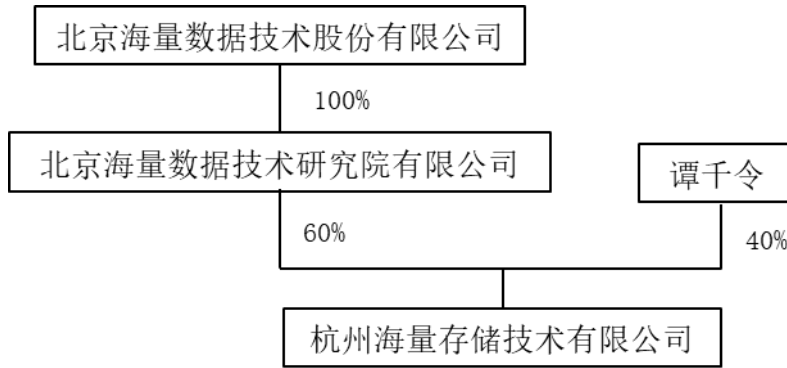 北京海量数据技术股份有限公司
100%
北京海量数据技术研究院有限公司
谭千令
60%
40%
杭州海量存储技术有限公司